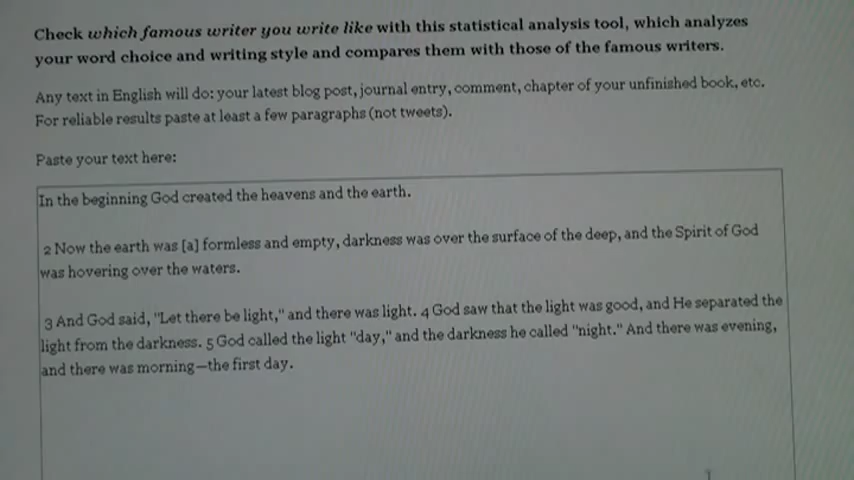 Check which famous writer you write like with this statistical analysis tool, which analyzes
your word choice and writing style and compares them with those of the famous writers.
Any text in English will do: your latest blog post, journal entry, comment, chapter of your unfinished book, etc.
For reliable results paste at least a few paragraphs (not tweets).
Paste your text here:
In the beginning God created the heavens and the earth.
2 Now the earth was [a] formless and empty, darkness was over the surface of the deep, and the Spirit of God
was hovering over the waters.
3 And God said, "Let there be light," and there was light. 4 God saw that the light was good, and He separated the
light from the darkness. 5 God called the light "day," and the darkness he called "night." And there was evening,
and there was morning—the first day.